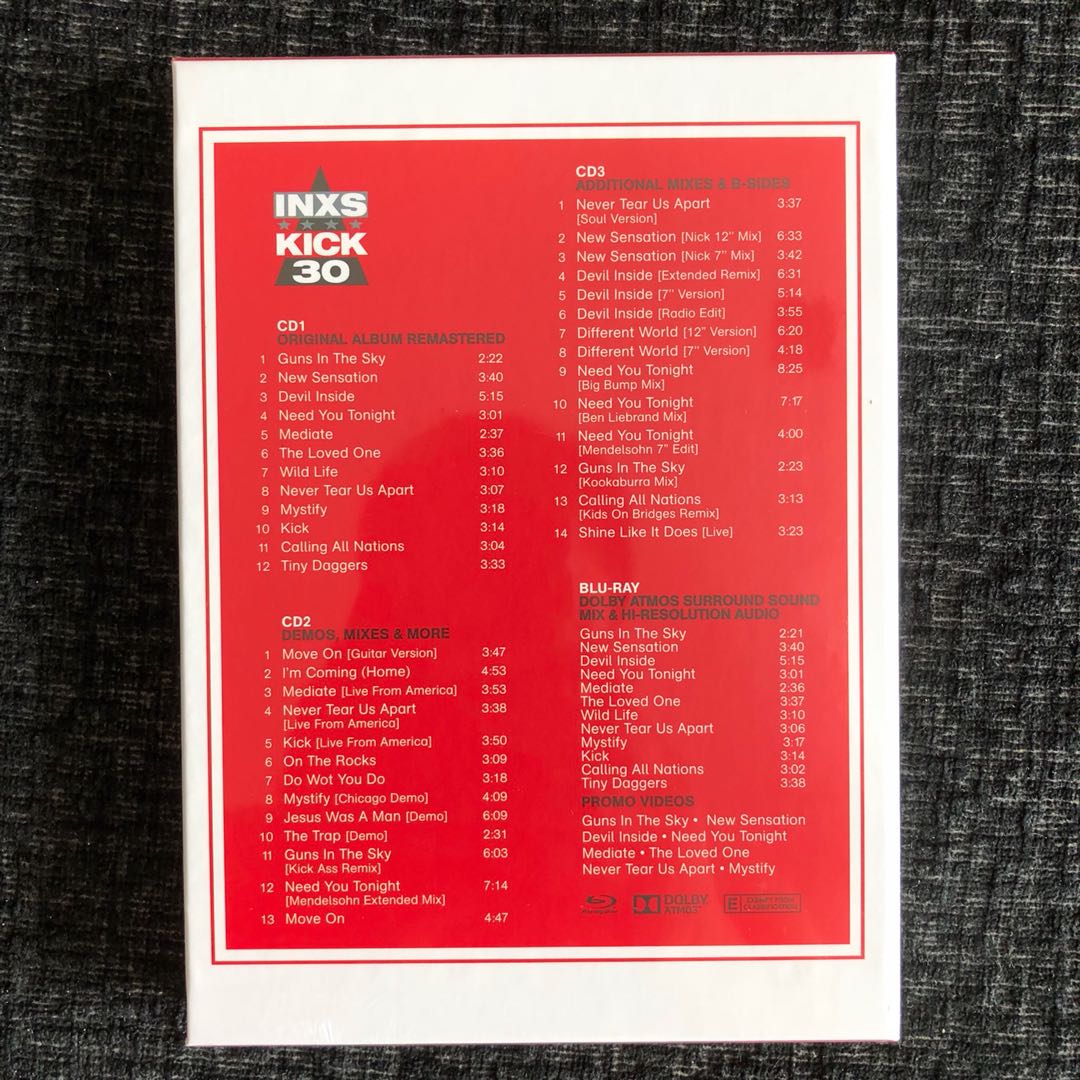 INXS
KICK
30
CD1
ORIGINAL ALBUM REMASTERED
1 Guns In The Sky 2:22
2 New Sensation 3:40
3 Devil Inside 5:15
4 Need You Tonight 3:01
5 Mediate 2:37
6 The Loved One 3:36
7 Wild Life 3:10
8 Never Tear Us Apart 3:07
9 Mystify 3:18
10 Kick 3:14
11 Calling All Nations 3:04
12 Tiny Daggers 3:33
CD2
DEMOS, MIXES & MORE
1 Move On [Guitar Version] 3:47
2 I'm Coming (Home) 4:53
3 Mediate [Live From America] 3:53
4 Never Tear Us Apart 3:38
[Live From America]
5 Kick [Live From America] 3:50
6 On The Rocks 3:09
7 Do Wot You Do 3:18
8 Mystify [Chicago Demo] 4:09
9 Jesus Was A Man [Demo] 6:09
10 The Trap [Demo] 2:31
11 Guns In The Sky 6:03
[Kick Ass Remix]
12 Need You Tonight 7:14
[Mendelsohn Extended Mix]
13 Move On 4:47
CD3
ADDITIONAL MIXES & B-SIDES
1 Never Tear Us Apart 3:37
[Soul Version]
2 New Sensation [Nick 12" Mix] 6:33
3 New Sensation [Nick 7" Mix] 3:42
4 Devil Inside [Extended Remix] 6:31
5 Devil Inside [7" Version] 5:14
6 Devil Inside [Radio Edit] 3:55
7 Different World [12" Version] 6:20
8 Different World [7" Version] 4:18
9 Need You Tonight 8:25
[Big Bump Mix]
10 Need You Tonight 7:17
[Ben Liebrand Mix]
11 Need You Tonight 4:00
[Mendelsohn 7" Edit]
12 Guns In The Sky 2:23
[Kookaburra Mix]
13 Calling All Nations 3:13
[Kids On Bridges Remix]
14 Shine Like It Does [Live] 3:23
BLU-RAY
DOLBY ATMOS SURROUND SOUND
MIX & HI-RESOLUTION AUDIO
Guns In The Sky 2:21
New Sensation 3:40
Devil Inside 5:15
Need You Tonight 3:01
Mediate 2:36
The Loved One 3:37
Wild Life 3:10
Never Tear Us Apart 3:06
Mystify 3:17
Kick 3:14
Calling All Nations 3:02
Tiny Daggers 3:38
PROMO VIDEOS
Guns In The Sky • New Sensation
Devil Inside • Need You Tonight
Mediate • The Loved One
Never Tear Us Apart • Mystify
Blu-ray Disc
DOLBY
ATMOS
E EXEMPT FROM
CLASSIFICATION